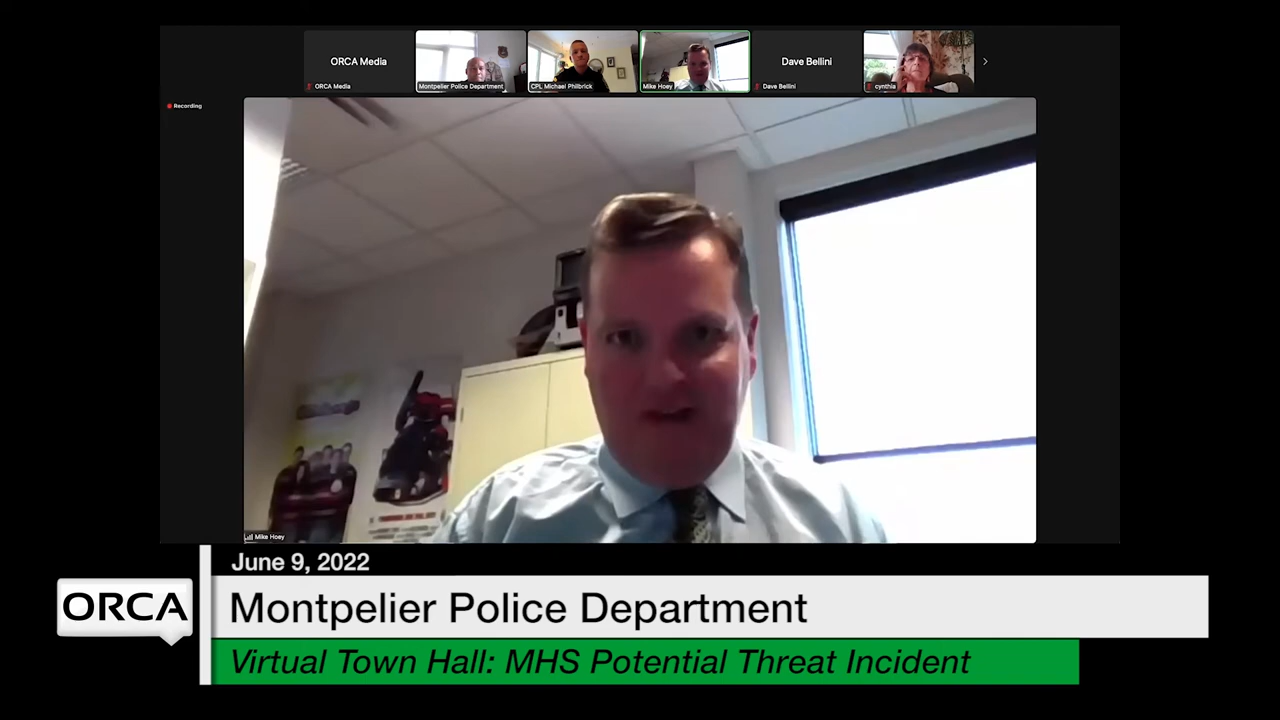 ORCA Media
Dave Bellini
ORCA Media
Montpelier Police Department
CPL Michael Philbrick
Mike Hoey
Dave Bellini
cynthia
Recording
Mike Hoey
June 9, 2022
ORCA
Montpelier Police Department
Virtual Town Hall: MHS Potential Threat Incident